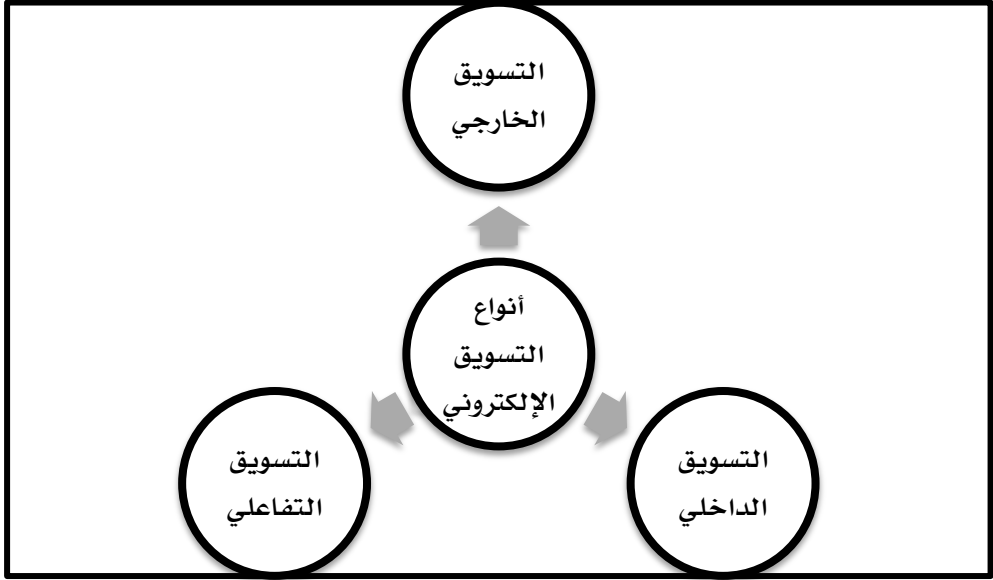 التسويق
الخارجي
أنواع
التسويق
الإلكتروني
التسويق
الداخلي
التسويق
التفاعلي